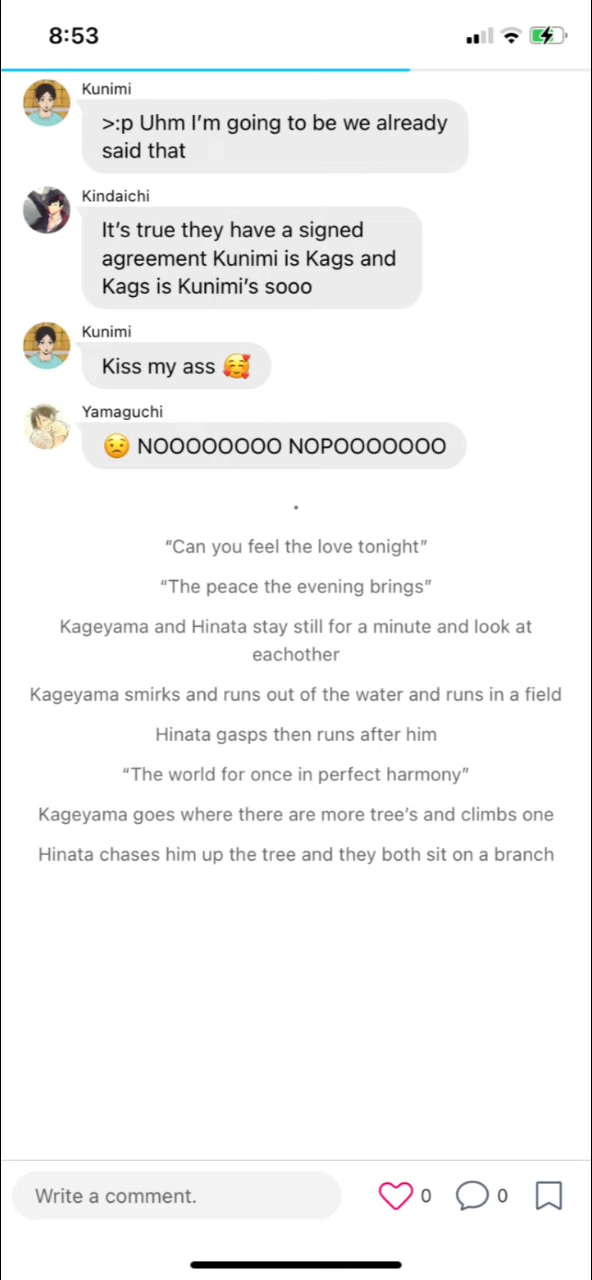 8:53
Kunimi
>:p Uhm I’m going to be we already
said that
Kindaichi
It’s true they have a signed
agreement Kunimi is Kags and
Kags is Kunimi’s sooo
Kunimi
Kiss my ass 🥰
Yamaguchi
😟 NOOOOOOOO NOPOOOOOOO
.
“Can you feel the love tonight”
“The peace the evening brings”
Kageyama and Hinata stay still for a minute and look at
eachother
Kageyama smirks and runs out of the water and runs in a field
Hinata gasps then runs after him
“The world for once in perfect harmony”
Kageyama goes where there are more tree’s and climbs one
Hinata chases him up the tree and they both sit on a branch
Write a comment.
0
0